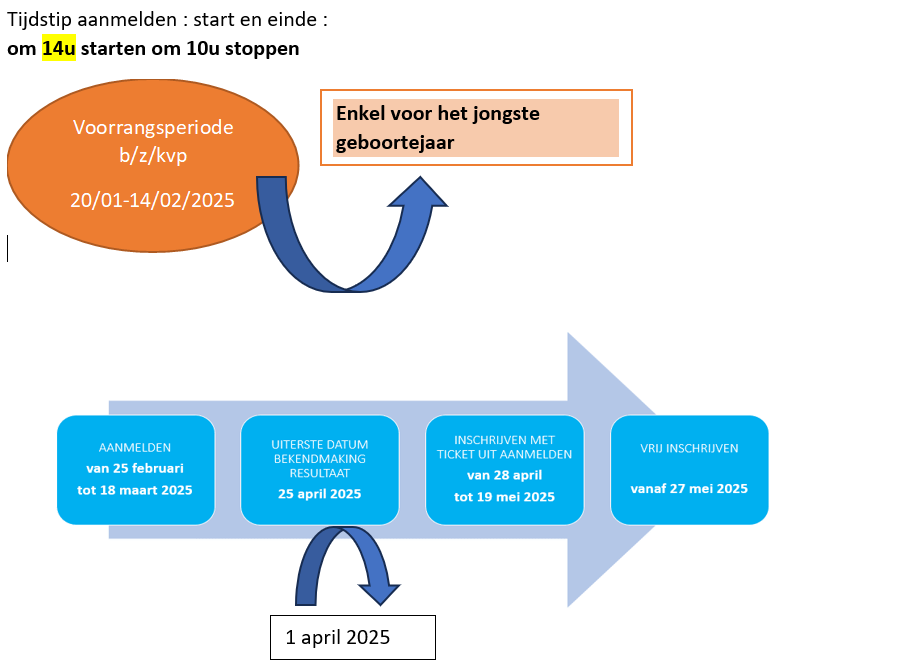 Tijdstip aanmelden : start en einde :
om 14u starten om 10u stoppen
Voorrangsperiode
b/z/kvp
20/01-14/02/2025
Enkel voor het jongste
geboortejaar
AANMELDEN
van 25 februari
tot 18 maart 2025
UITERSTE DATUM
BEKENDMAKING
RESULTAAT
25 april 2025
INSCHRIJVEN MET
TICKET UIT AANMELDEN
van 28 april
tot 19 mei 2025
VRIJ INSCHRIJVEN
vanaf 27 mei 2025
1 april 2025